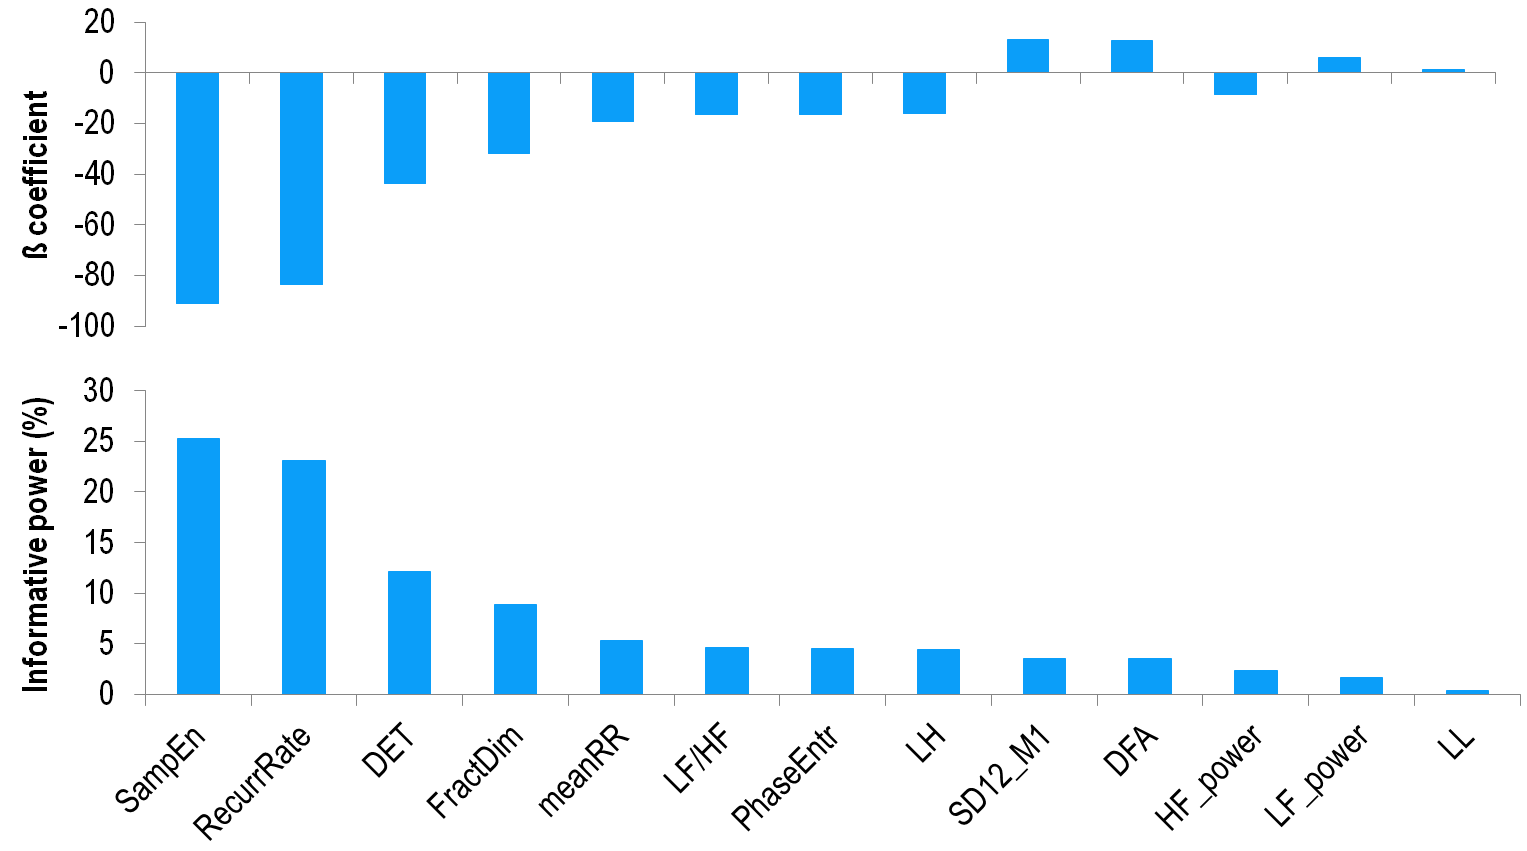 ß coefficient
20
0
-20
-40
-60
-80
-100
Informative power (%)
30
25
20
15
10
5
0
SampEn
RecurrRate
DET
FractDim
meanRR
LF/HF
PhaseEntr
LH
SD12_M1
DFA
HF_power
LF_power
LL